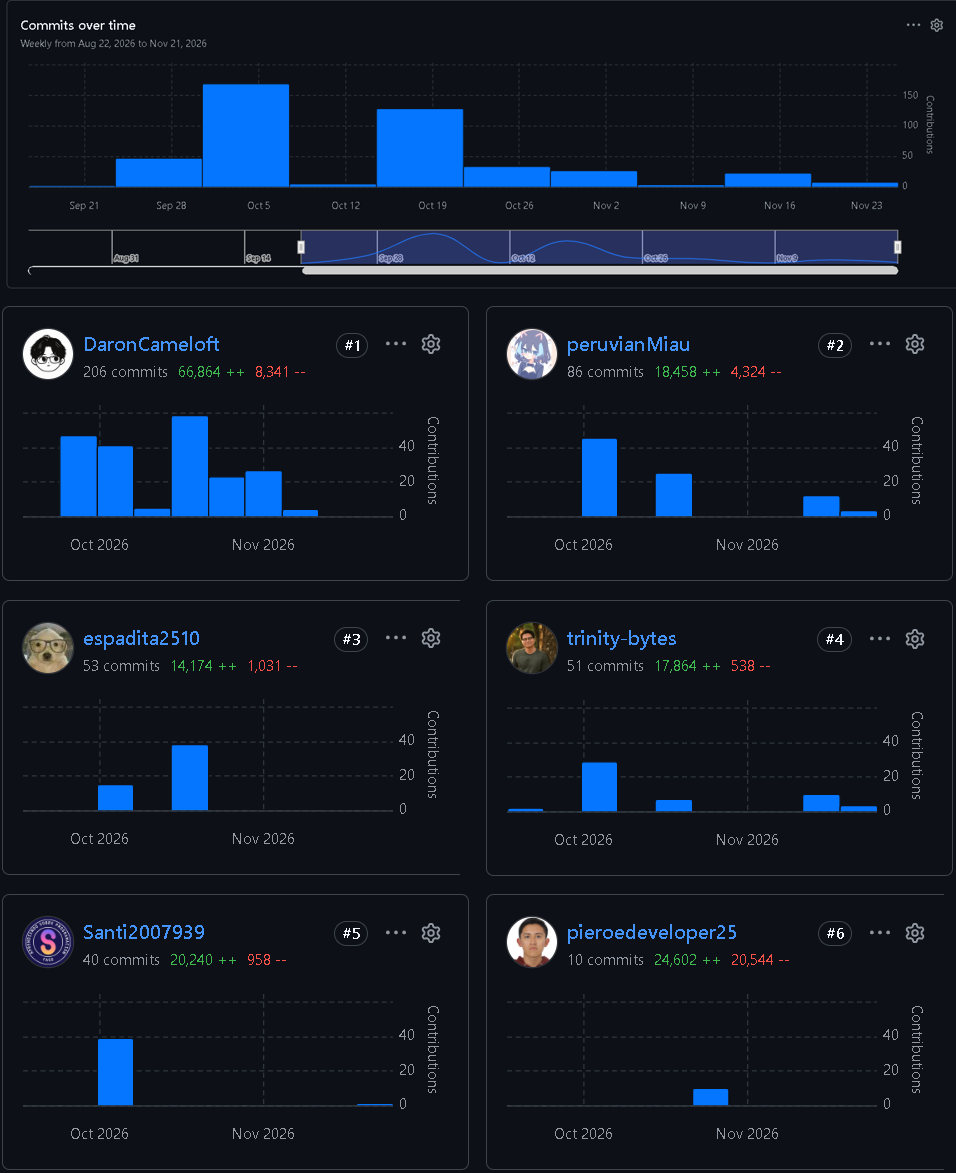 Commits over time
Weekly from Aug 22, 2026 to Nov 21, 2026
150
100
50
0
Contributions
Sep 21 Sep 28 Oct 5 Oct 12 Oct 19 Oct 26 Nov 2 Nov 9 Nov 16 Nov 23
Aug 31 Sep 14 Sep 28 Oct 12 Oct 26 Nov 9
DaronCameloft #1
206 commits 66,864 ++ 8,341 --
40
20
0
Contributions
Oct 2026 Nov 2026
peruvianMiau #2
86 commits 18,458 ++ 4,324 --
40
20
0
Contributions
Oct 2026 Nov 2026
espadita2510 #3
53 commits 14,174 ++ 1,031 --
40
20
0
Contributions
Oct 2026 Nov 2026
trinity-bytes #4
51 commits 17,864 ++ 538 --
40
20
0
Contributions
Oct 2026 Nov 2026
Santi2007939 #5
40 commits 20,240 ++ 958 --
40
20
0
Contributions
Oct 2026 Nov 2026
pieroedeveloper25 #6
10 commits 24,602 ++ 20,544 --
40
20
0
Contributions
Oct 2026 Nov 2026